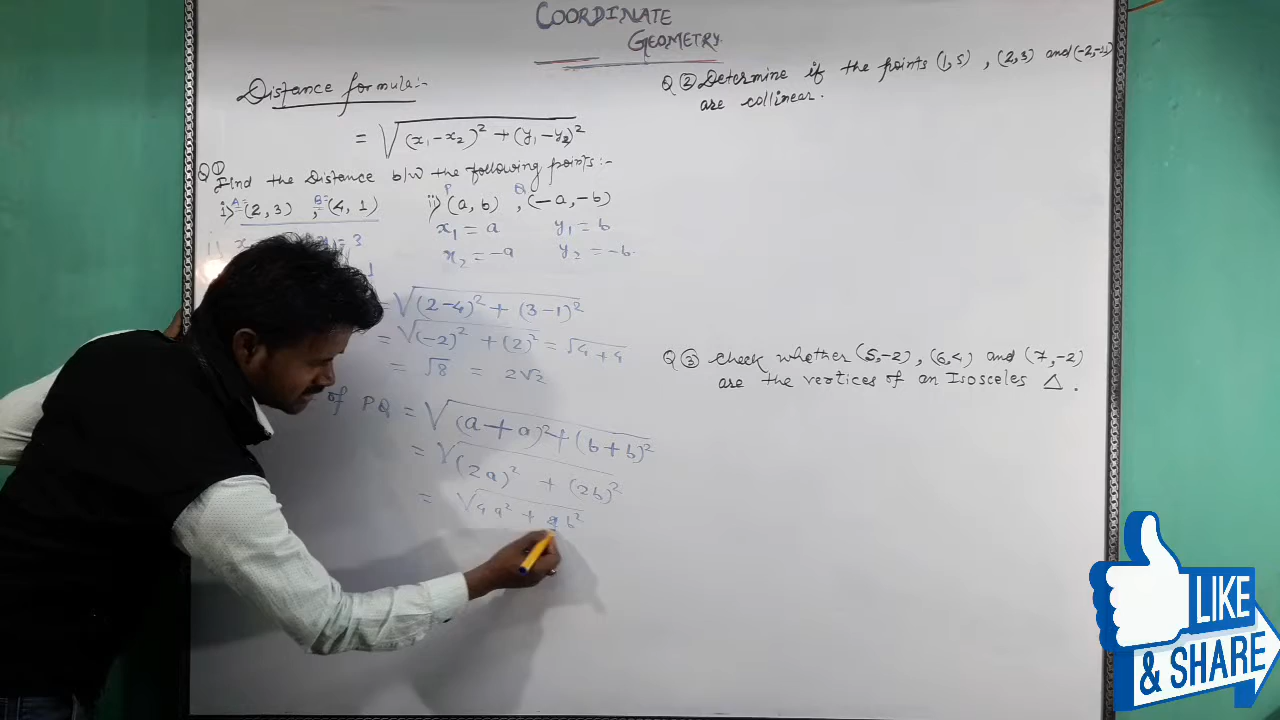 COORDINATE
GEOMETRY
Distance formula:-
= √(x₁-x₂)² + (y₁-y₂)²
Q① Find the Distance b/w the following points:-
i) A=(2,3) , B=(4,1) ii) P(a,b) , Q(-a,-b)
x₁ = a y₁ = b
= 3
x₂ = -a y₂ = -b
1
= √(2-4)² + (3-1)²
= √(-2)² + (2)² = √4+4
= √8 = 2√2
of PQ = √(a+a)² + (b+b)²
= √(2a)² + (2b)²
= √4a² + 4b²
Q② Determine if the points (1,5) , (2,3) and (-2,-11)
are collinear.
Q③ Check whether (5,-2) , (6,4) and (7,-2)
are the vertices of an Isosceles △.
LIKE
& SHARE